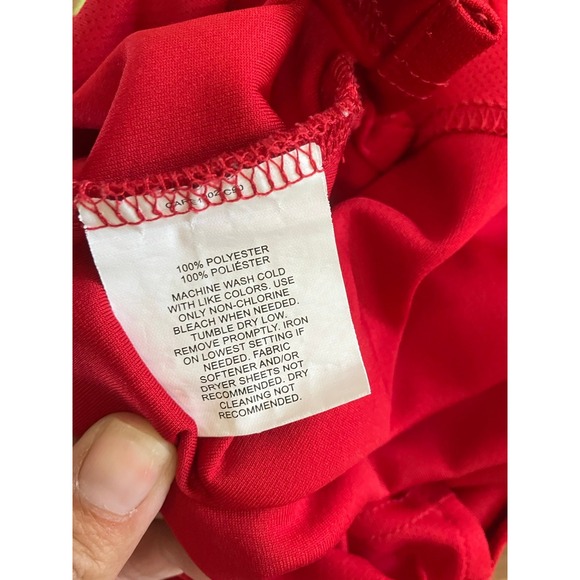 100% POLYESTER
100% POLIÉSTER
MACHINE WASH COLD
WITH LIKE COLORS. USE
ONLY NON-CHLORINE
BLEACH WHEN NEEDED.
TUMBLE DRY LOW.
REMOVE PROMPTLY. IRON
ON LOWEST SETTING IF
NEEDED. FABRIC
SOFTENER AND/OR
DRYER SHEETS NOT
RECOMMENDED. DRY
CLEANING NOT
RECOMMENDED.